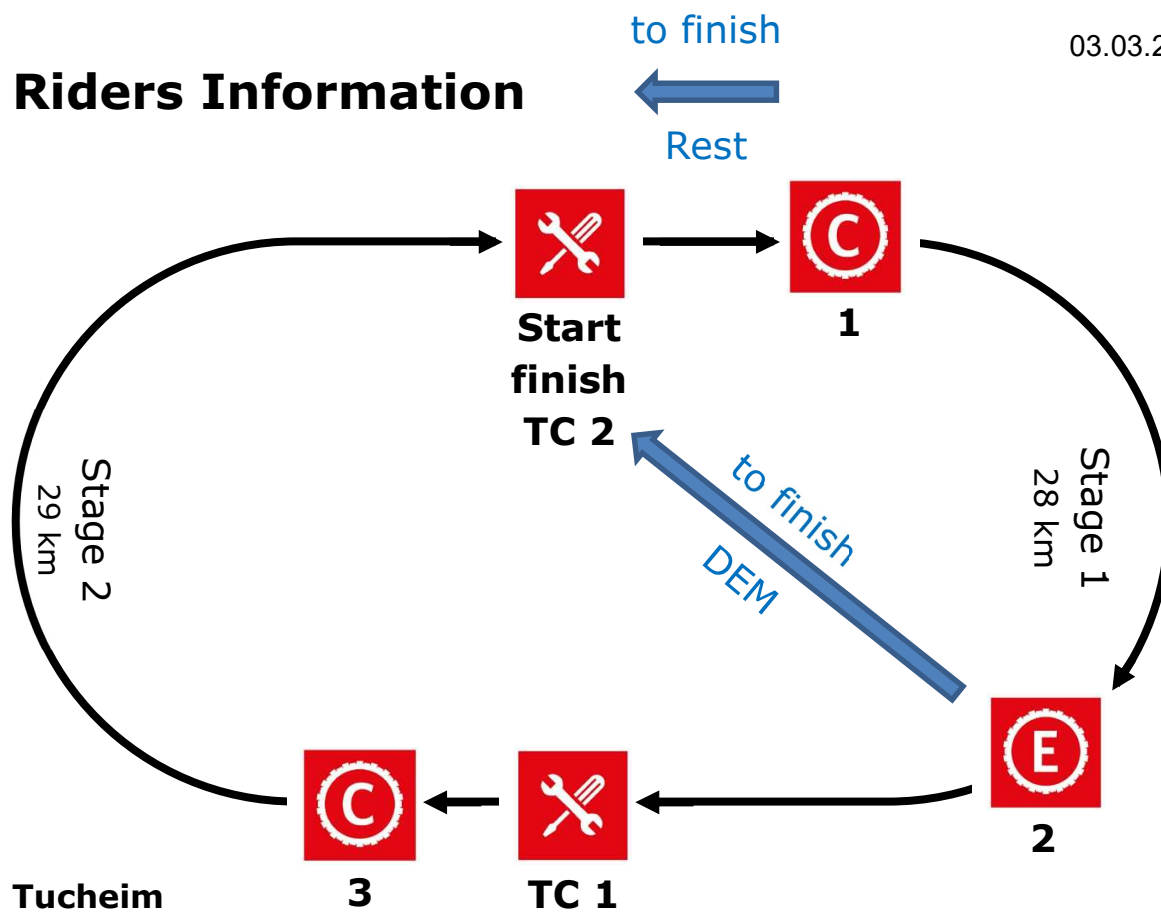 to finish
03.03.2
Riders Information
Rest
C
1
Start
finish
TC 2
Stage 1
28 km
Stage 2
29 km
to finish
DEM
E
2
C
3
TC 1
Tucheim